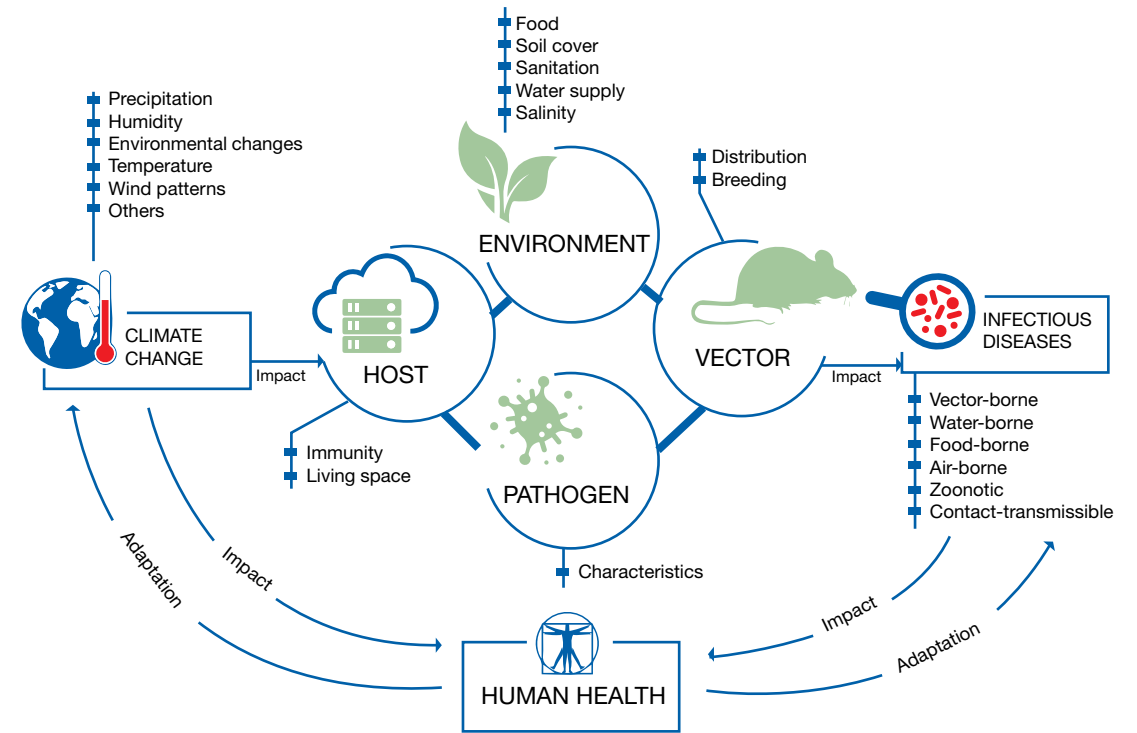 Food
Soil cover
Sanitation
Water supply
Salinity
Precipitation
Humidity
Environmental changes
Temperature
Wind patterns
Others
Distribution
Breeding
ENVIRONMENT
CLIMATE
CHANGE
Impact
HOST
VECTOR
Impact
INFECTIOUS
DISEASES
Immunity
Living space
PATHOGEN
Characteristics
Vector-borne
Water-borne
Food-borne
Air-borne
Zoonotic
Contact-transmissible
Adaptation
Impact
Impact
Adaptation
HUMAN HEALTH